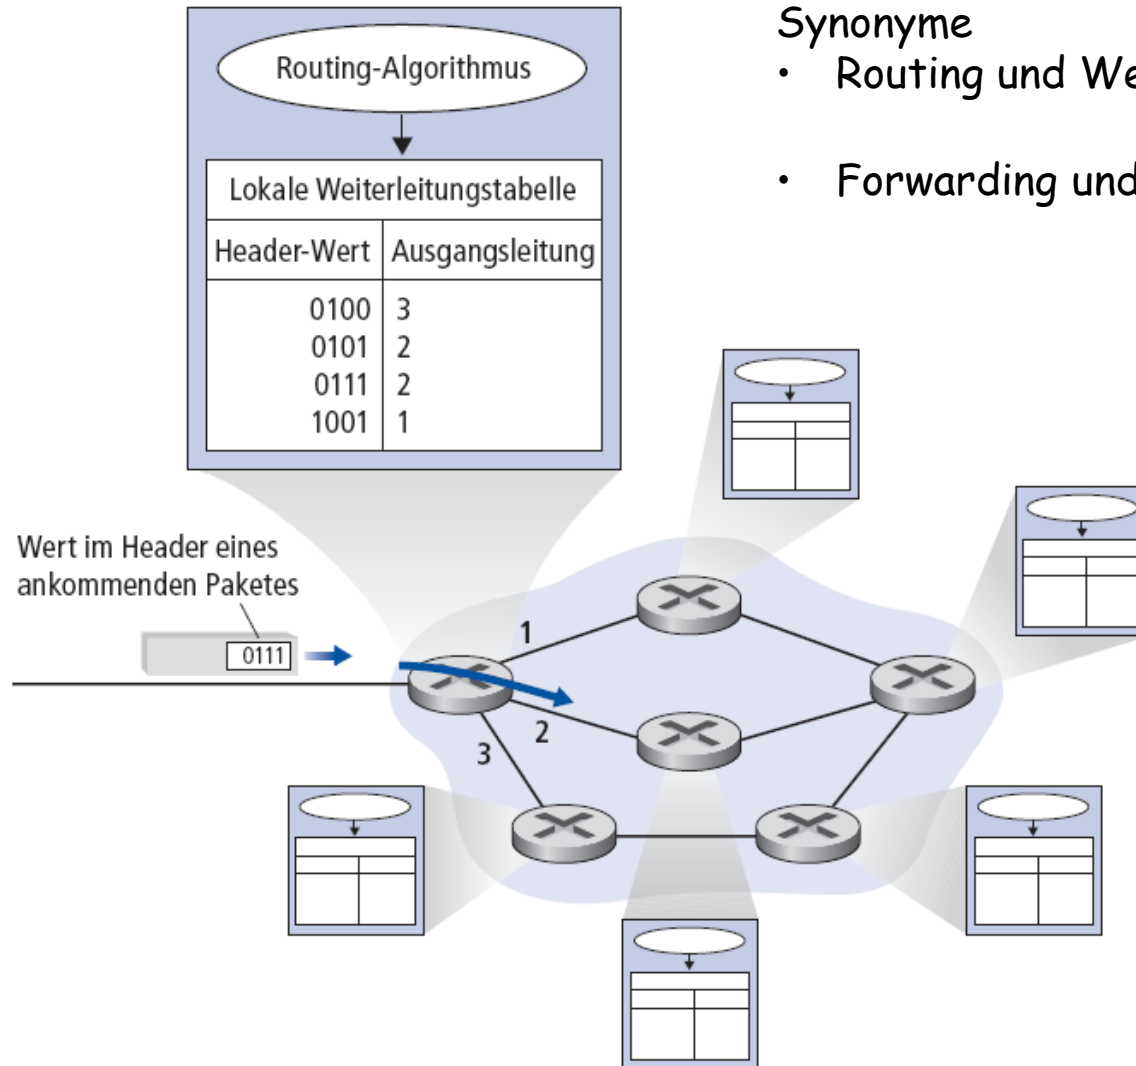 Synonyme
• Routing und
• Forwarding und
Routing-Algorithmus
Lokale Weiterleitungstabelle
Header-Wert Ausgangsleitung
0100 3
0101 2
0111 2
1001 1
Wert im Header eines
ankommenden Paketes
0111
1
2
3